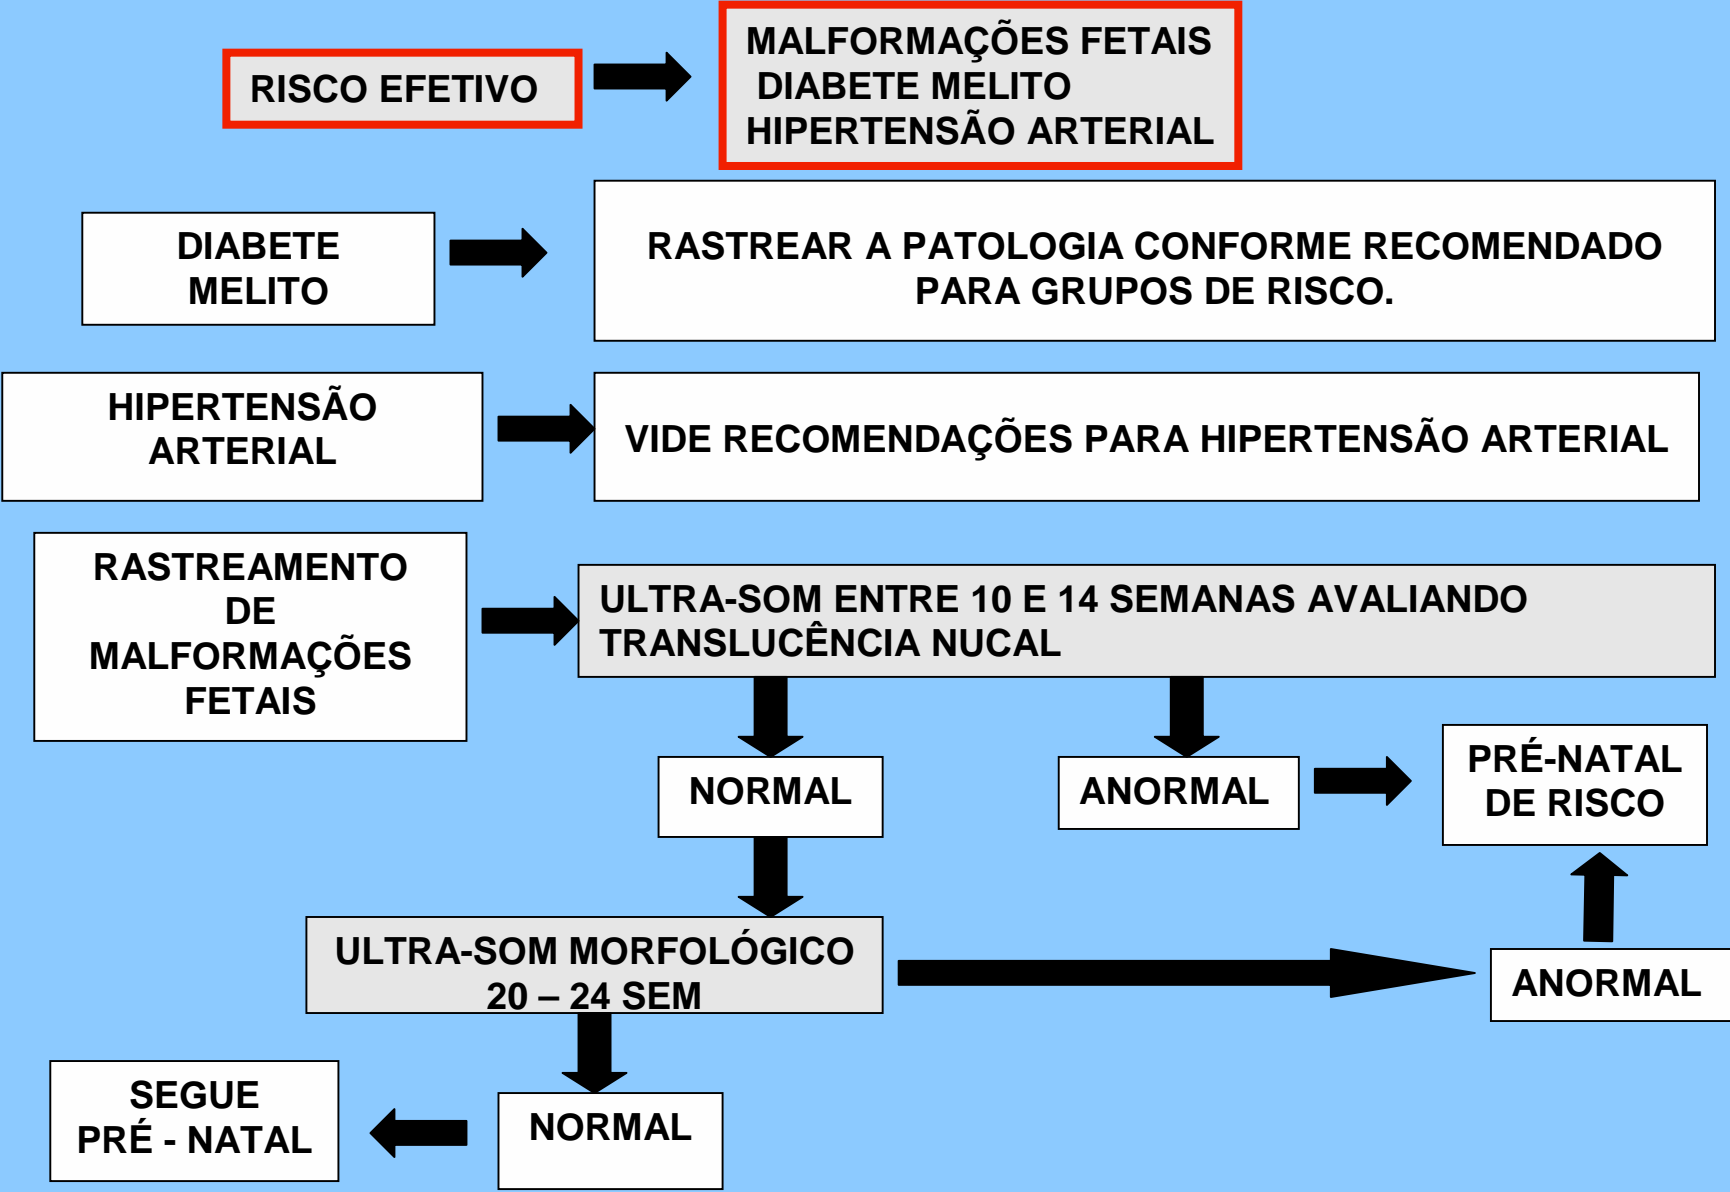 RISCO EFETIVO
MALFORMAÇÕES FETAIS
DIABETE MELITO
HIPERTENSÃO ARTERIAL
DIABETE
MELITO
RASTREAR A PATOLOGIA CONFORME RECOMENDADO
PARA GRUPOS DE RISCO.
HIPERTENSÃO
ARTERIAL
VIDE RECOMENDAÇÕES PARA HIPERTENSÃO ARTERIAL
RASTREAMENTO
DE
MALFORMAÇÕES
FETAIS
ULTRA-SOM ENTRE 10 E 14 SEMANAS AVALIANDO
TRANSLUCÊNCIA NUCAL
NORMAL
ANORMAL
PRÉ-NATAL
DE RISCO
ULTRA-SOM MORFOLÓGICO
20 – 24 SEM
ANORMAL
SEGUE
PRÉ - NATAL
NORMAL